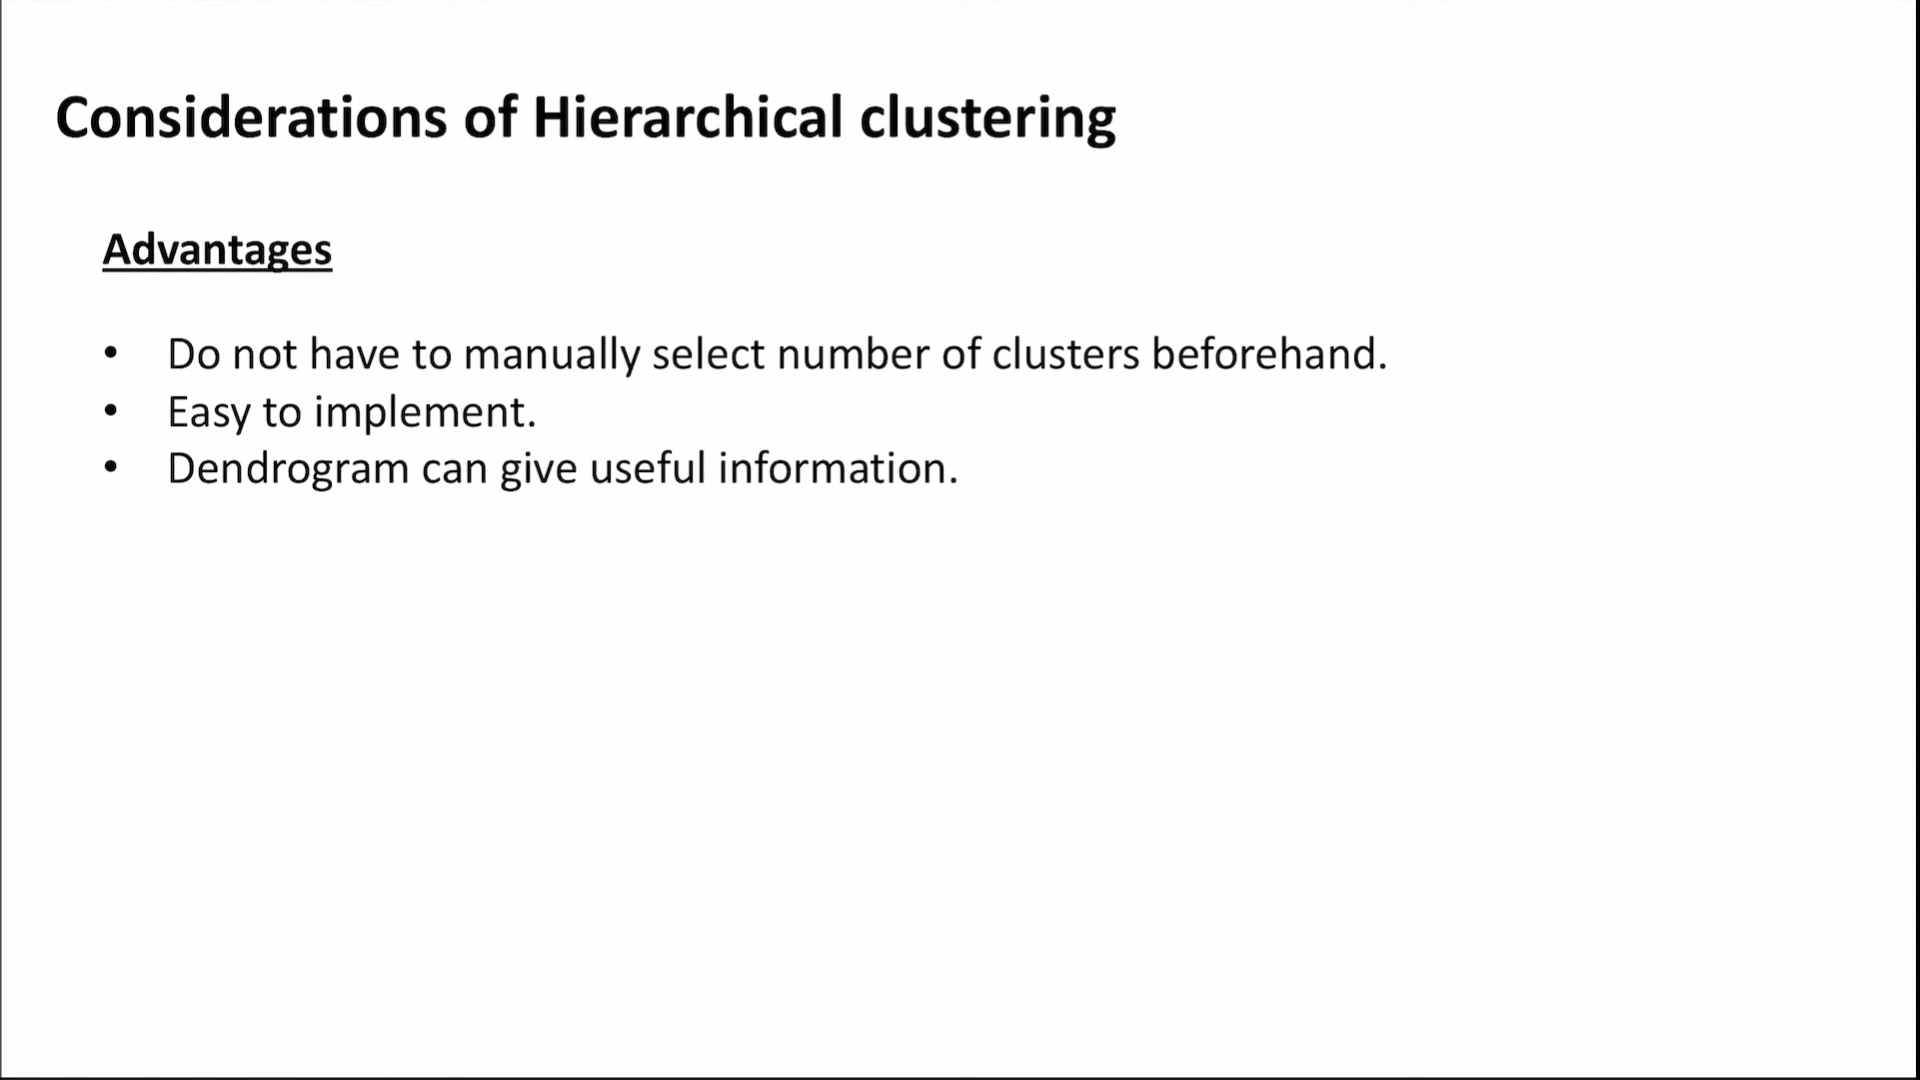 Considerations of Hierarchical clustering
Advantages
• Do not have to manually select number of clusters beforehand.
• Easy to implement.
• Dendrogram can give useful information.